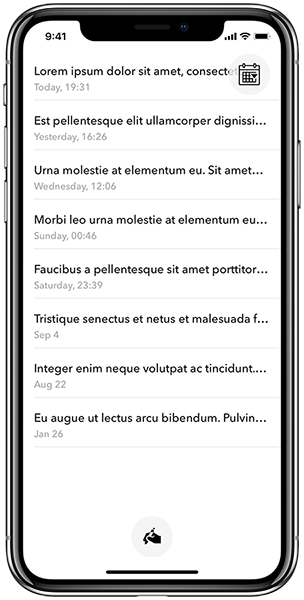 9:41
Lorem ipsum dolor sit amet, consectet
Today, 19:31
Est pellentesque elit ullamcorper dignissi...
Yesterday, 16:26
Urna molestie at elementum eu. Sit amet...
Wednesday, 12:06
Morbi leo urna molestie at elementum eu...
Sunday, 00:46
Faucibus a pellentesque sit amet porttitor...
Saturday, 23:39
Tristique senectus et netus et malesuada f...
Sep 4
Integer enim neque volutpat ac tincidunt....
Aug 22
Eu augue ut lectus arcu bibendum. Pulvin...
Jan 26